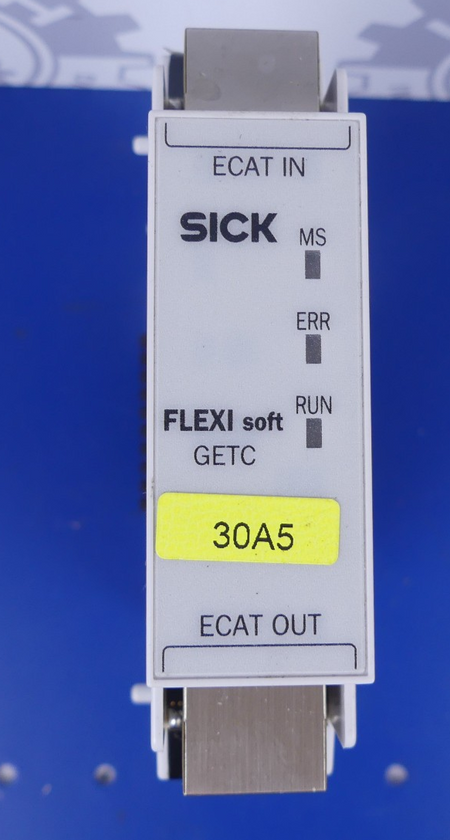 ECAT IN
SICK
MS
ERR
RUN
FLEXI soft
GETC
30A5
ECAT OUT